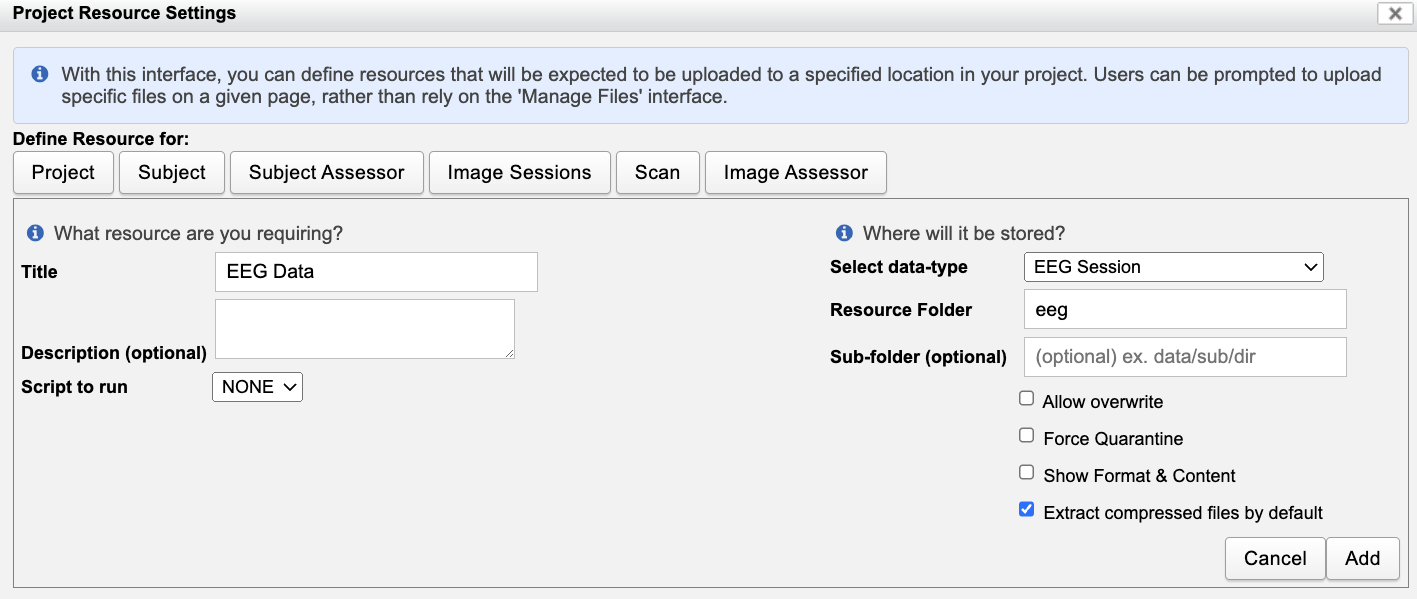 Project Resource Settings
With this interface, you can define resources that will be expected to be uploaded to a specified location in your project. Users can be prompted to upload
specific files on a given page, rather than rely on the 'Manage Files' interface.
Define Resource for:
Project Subject Subject Assessor Image Sessions Scan Image Assessor
What resource are you requiring?
Title EEG Data
Description (optional)
Script to run NONE
Where will it be stored?
Select data-type EEG Session
Resource Folder eeg
Sub-folder (optional) (optional) ex. data/sub/dir
Allow overwrite
Force Quarantine
Show Format & Content
Extract compressed files by default
Cancel Add